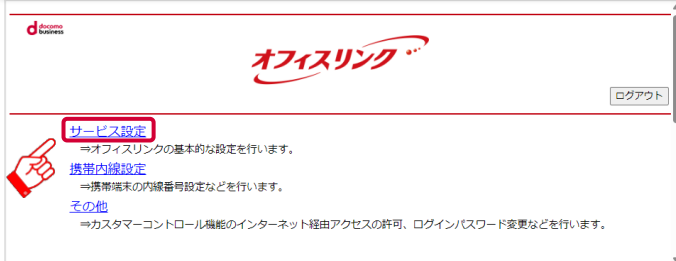 docomo
business
オフィスリンク
ログアウト
サービス設定
⇒オフィスリンクの基本的な設定を行います。
携帯内線設定
⇒携帯端末の内線番号設定などを行います。
その他
⇒カスタマーコントロール機能のインターネット経由アクセスの許可、ログインパスワード変更などを行います。